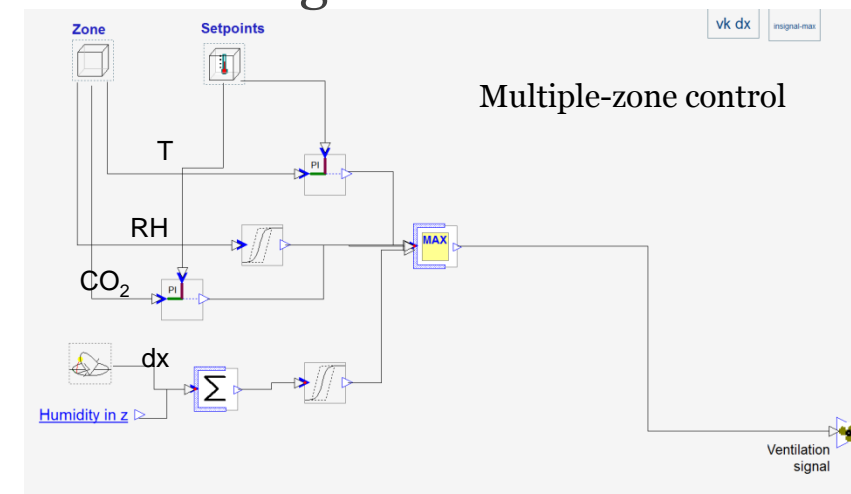 g
Zone
Setpoints
vk dx
insignal-max
Multiple-zone control
T
PI
RH
MAX
CO₂
PI
dx
Σ
Humidity in z
Ventilation
signal